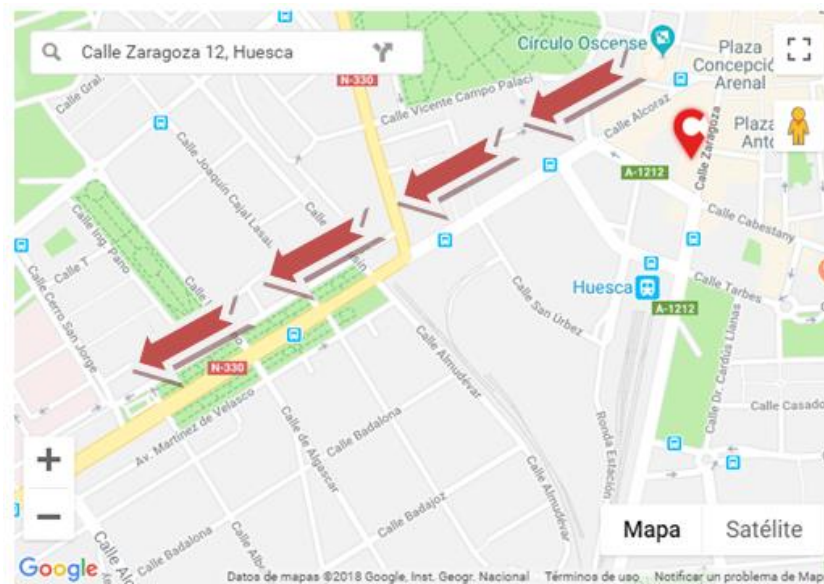 Calle Zaragoza 12, Huesca
Círculo Oscense
Plaza
Concepción
Arenal
Calle Gral.
N-330
Calle Vicente Campo Palaci
Calle Alcoraz
Calle Zaragoza
Plaza
Anto
Calle Joaquín Cajal Lasal
A-1212
Calle Cabestany
Calle Ing. Pano
Calle T
Calle Cerro San Jorge
Huesca
Calle Tarbes
A-1212
Calle San Úrbez
N-330
Calle Almudévar
Calle Dr. Cardús Llanas
Av. Martínez de Velasco
Calle Badalona
Calle de Algascar
Calle Casado
Ronda Estación
Calle Badajoz
Calle Almudévar
+
−
Calle Badalona
Mapa
Satélite
Google
Datos de mapas ©2018 Google, Inst. Geogr. Nacional
Términos de uso
Notificar un problema de Map